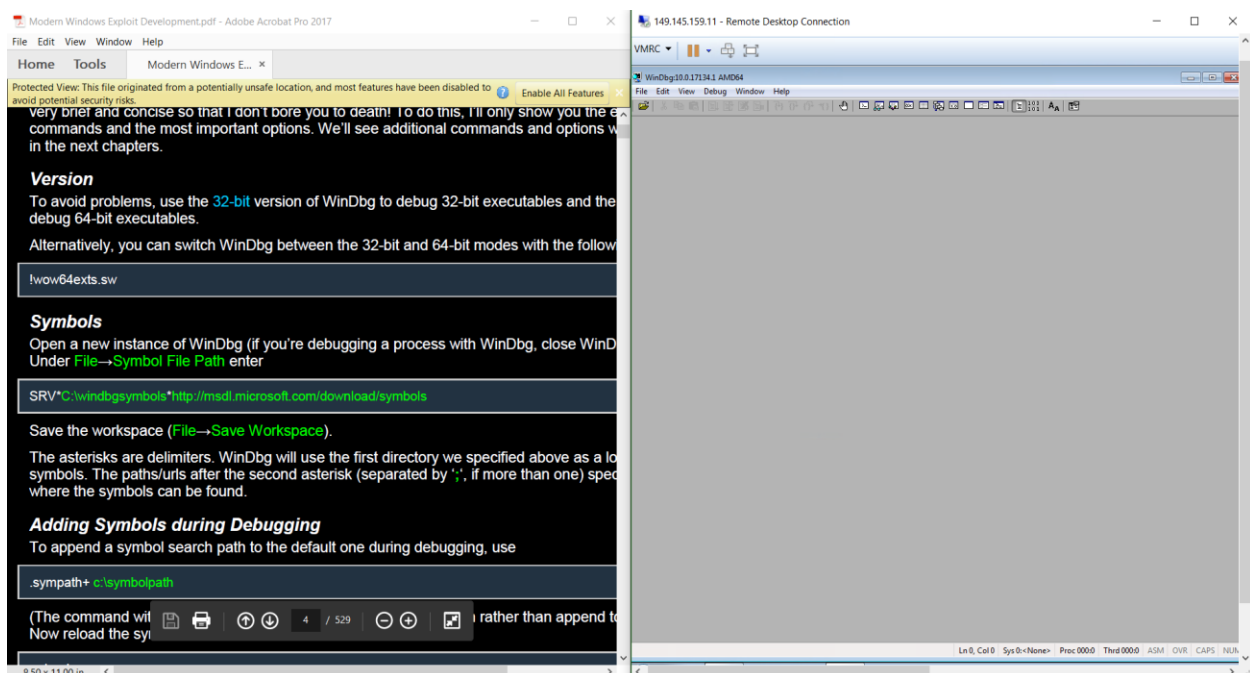 Modern Windows Exploit Development.pdf - Adobe Acrobat Pro 2017
File Edit View Window Help
Home Tools Modern Windows E... ×
Protected View: This file originated from a potentially unsafe location, and most features have been disabled to
avoid potential security risks.
Enable All Features
very brief and concise so that I don't bore you to death! To do this, I'll only show you the e
commands and the most important options. We'll see additional commands and options w
in the next chapters.
Version
To avoid problems, use the 32-bit version of WinDbg to debug 32-bit executables and the
debug 64-bit executables.
Alternatively, you can switch WinDbg between the 32-bit and 64-bit modes with the follow
!wow64exts.sw
Symbols
Open a new instance of WinDbg (if you're debugging a process with WinDbg, close WinD
Under File→Symbol File Path enter
SRV*C:\windbgsymbols*http://msdl.microsoft.com/download/symbols
Save the workspace (File→Save Workspace).
The asterisks are delimiters. WinDbg will use the first directory we specified above as a lo
symbols. The paths/urls after the second asterisk (separated by ';', if more than one) spec
where the symbols can be found.
Adding Symbols during Debugging
To append a symbol search path to the default one during debugging, use
.sympath+ c:\symbolpath
(The command wit rather than append to
Now reload the sy
4 / 529
8.50 x 11.00 in
149.145.159.11 - Remote Desktop Connection
VMRC
WinDbg:10.0.17134.1 AMD64
File Edit View Debug Window Help
Ln 0, Col 0 Sys 0:<None> Proc 000:0 Thrd 000:0 ASM OVR CAPS NUM